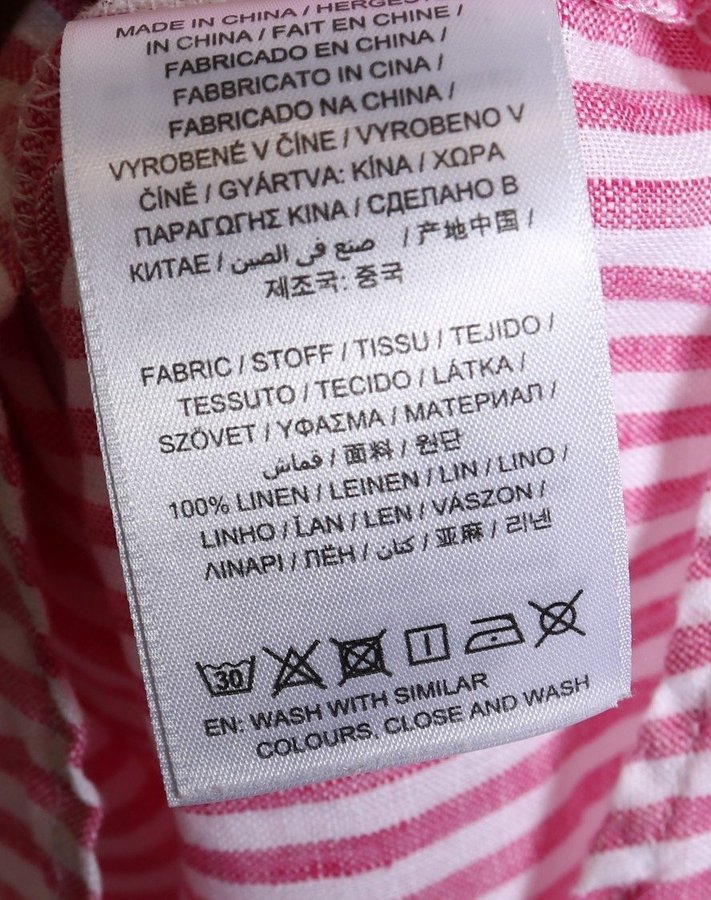 MADE IN CHINA / HERGES
IN CHINA / FAIT EN CHINE /
FABRICADO EN CHINA /
FABBRICATO IN CINA /
FABRICADO NA CHINA /
VYROBENÉ V ČÍNE / VYROBENO V
ČÍNĚ / GYÁRTVA: KÍNA / ΧΩΡΑ
ΠΑΡΑΓΩΓΗΣ ΚΙΝΑ / СДЕЛАНО В
КИТАЕ / صنع في الصين / 产地中国 /
제조국: 중국
FABRIC / STOFF / TISSU / TEJIDO /
TESSUTO / TECIDO / LÁTKA /
SZÖVET / ΥΦΑΣΜΑ / МАТЕРИАЛ /
قماش / 面料 / 원단
100% LINEN / LEINEN / LIN / LINO /
LINHO / ĽAN / LEN / VÁSZON /
ΛΙΝΑΡΙ / ЛЁН / كتان / 亚麻 / 리넨
30
EN: WASH WITH SIMILAR
COLOURS, CLOSE AND WASH